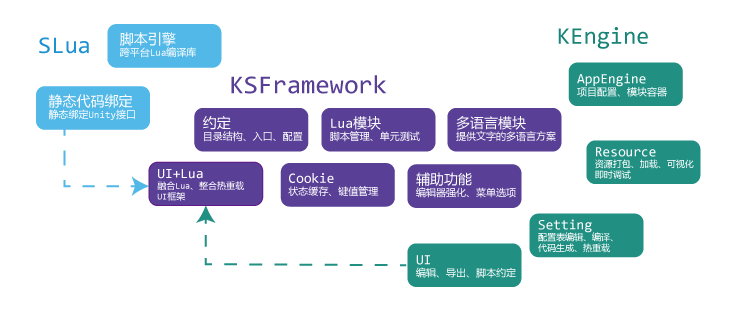 SLua
脚本引擎
跨平台Lua编译库
静态代码绑定
静态绑定Unity接口
KSFramework
约定
目录结构、入口、配置
Lua模块
脚本管理、单元测试
多语言模块
提供文字的多语言方案
UI+Lua
融合Lua、整合热重载
UI框架
Cookie
状态缓存、键值管理
辅助功能
编辑器强化、菜单选项
KEngine
AppEngine
项目配置、模块容器
Resource
资源打包、加载、可视化
即时调试
Setting
配置表编辑、编译、
代码生成、热重载
UI
编辑、导出、脚本约定